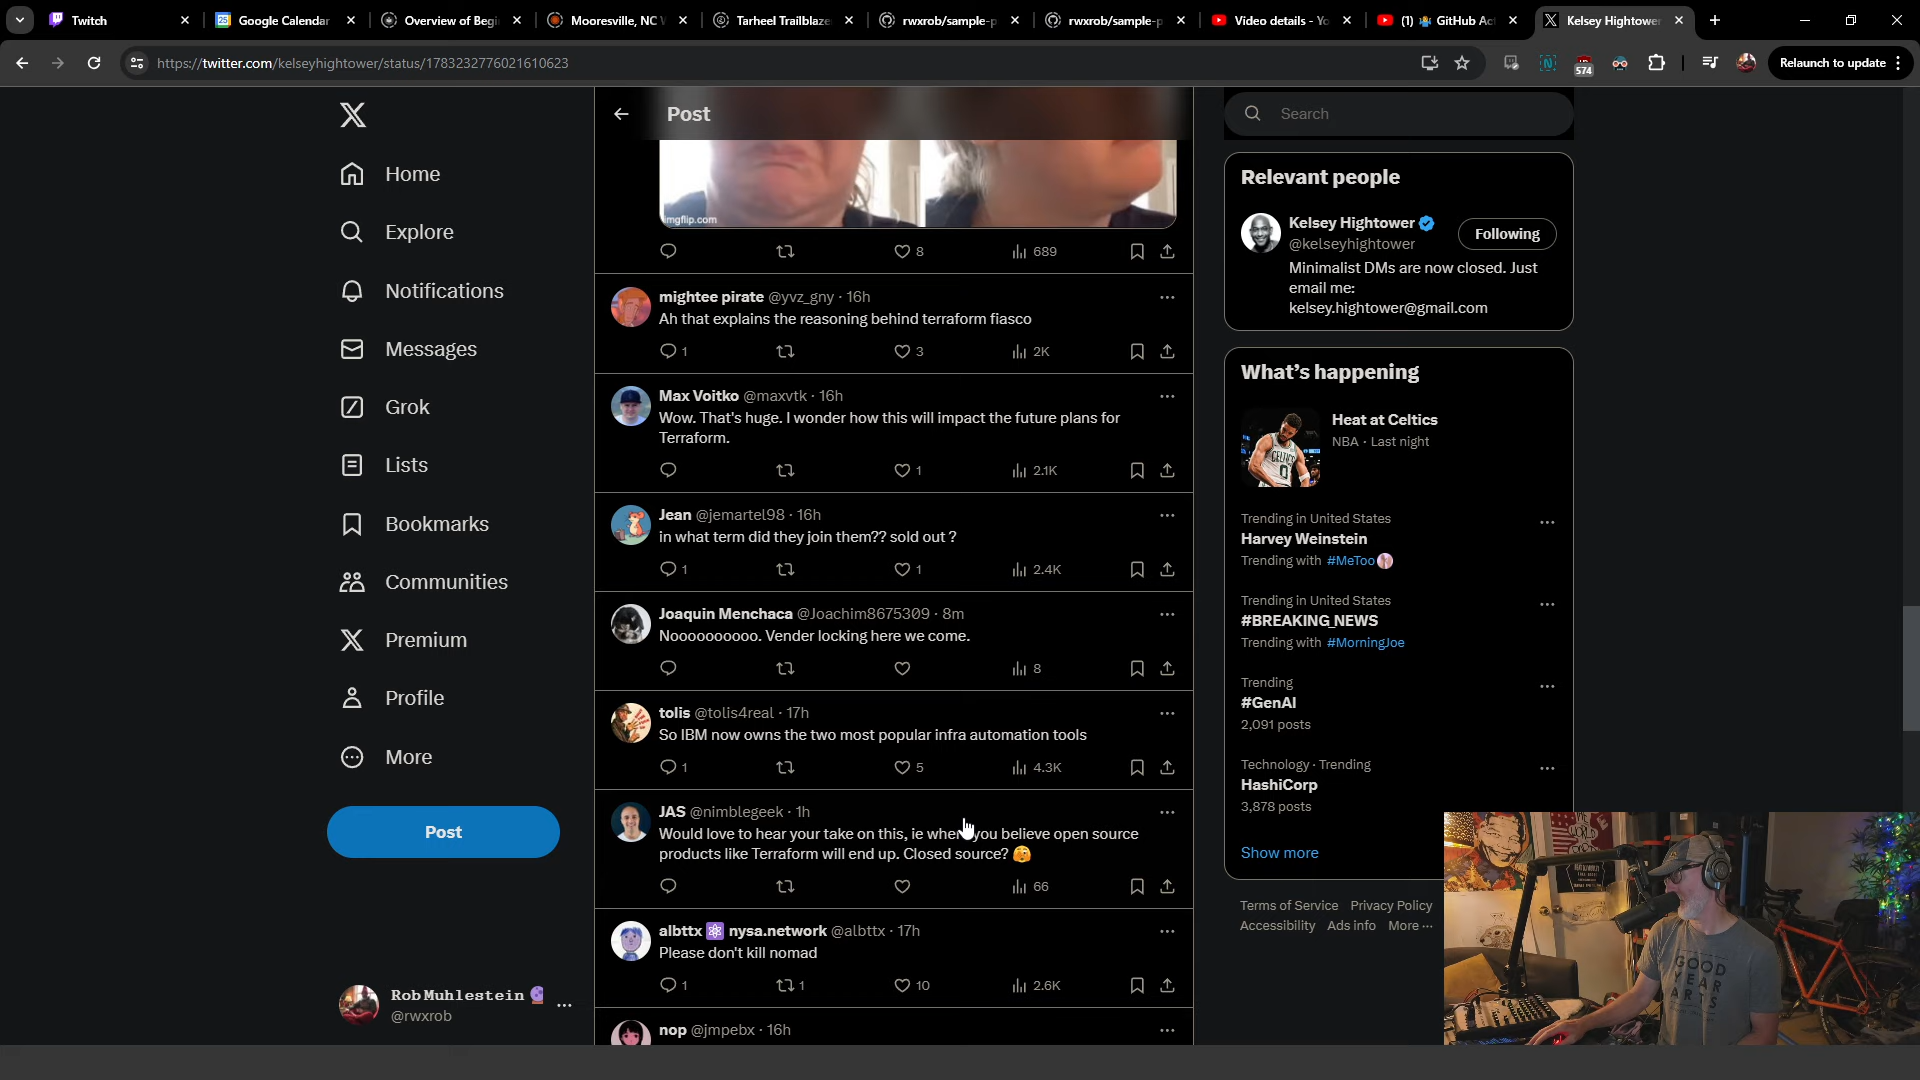 Twitch
Google Calendar
Overview of Begi
Mooresville, NC W
Tarheel Trailblaze
rwxrob/sample-p
rwxrob/sample-p
Video details - Yo
(1) GitHub Ac
Kelsey Hightowe
https://twitter.com/kelseyhightower/status/1783232776021610623
574
Relaunch to update
Home
Explore
Notifications
Messages
Grok
Lists
Bookmarks
Communities
Premium
Profile
More
Post
Rob Muhlestein
@rwxrob
Post
imgflip.com
8 689
mightee pirate @yvz_gny · 16h
Ah that explains the reasoning behind terraform fiasco
1 3 2K
Max Voitko @maxvtk · 16h
Wow. That's huge. I wonder how this will impact the future plans for
Terraform.
1 2.1K
Jean @jemartel98 · 16h
in what term did they join them?? sold out ?
1 1 2.4K
Joaquin Menchaca @Joachim8675309 · 8m
Noooooooooo. Vender locking here we come.
8
tolis @tolis4real · 17h
So IBM now owns the two most popular infra automation tools
1 5 4.3K
JAS @nimblegeek · 1h
Would love to hear your take on this, ie where you believe open source
products like Terraform will end up. Closed source?
66
albttx nysa.network @albttx · 17h
Please don't kill nomad
1 1 10 2.6K
nop @jmpebx · 16h
Search
Relevant people
Kelsey Hightower
@kelseyhightower
Following
Minimalist DMs are now closed. Just
email me:
kelsey.hightower@gmail.com
What's happening
Heat at Celtics
NBA · Last night
Trending in United States
Harvey Weinstein
Trending with #MeToo
Trending in United States
#BREAKING_NEWS
Trending with #MorningJoe
Trending
#GenAI
2,091 posts
Technology · Trending
HashiCorp
3,878 posts
Show more
Terms of Service Privacy Policy
Accessibility Ads info More ...
GOOD
YEAR
ARTS